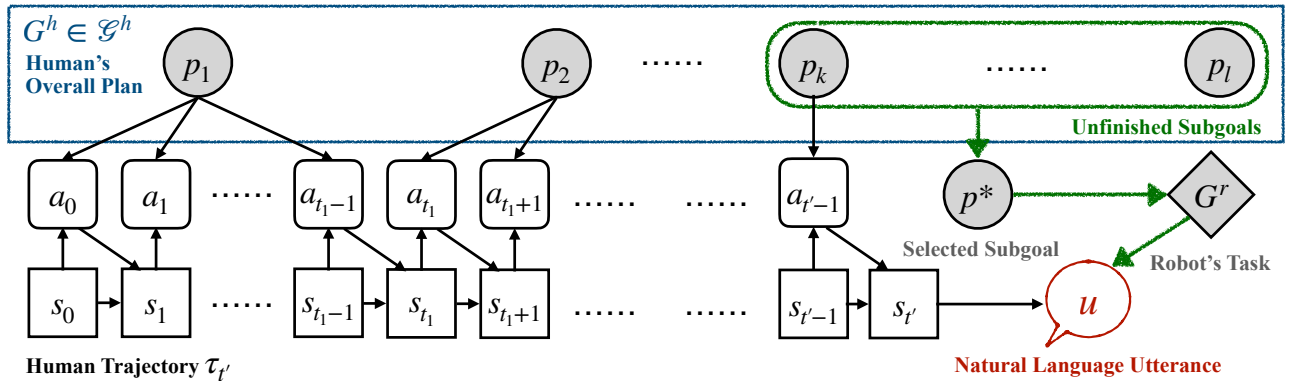 G^h ∈ 𝒢^h
Human's
Overall Plan
p_1 p_2 ...... p_k ...... p_l
Unfinished Subgoals
a_0 a_1 ...... a_{t_1−1} a_{t_1} a_{t_1+1} ...... ...... a_{t′−1} p* G^r
Selected Subgoal
Robot's Task
s_0 s_1 ...... s_{t_1−1} s_{t_1} s_{t_1+1} ...... ...... s_{t′−1} s_{t′} u
Human Trajectory τ_{t′}
Natural Language Utterance